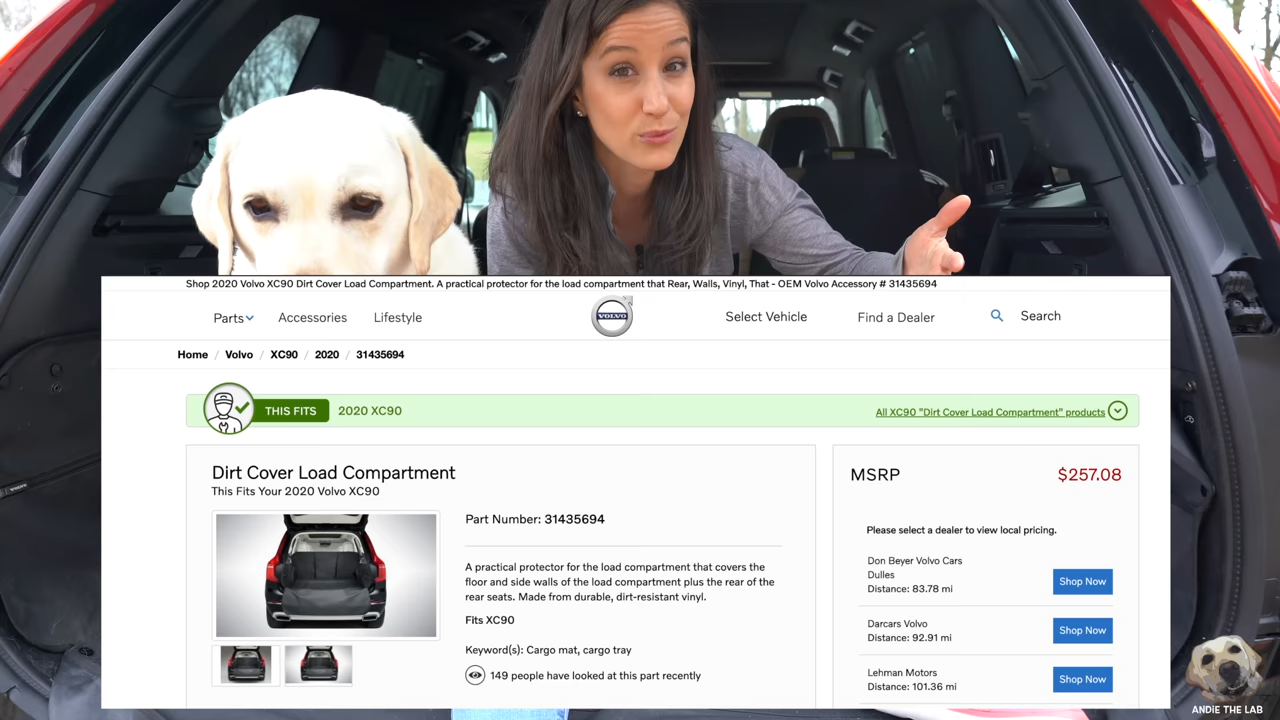 Shop 2020 Volvo XC90 Dirt Cover Load Compartment. A practical protector for the load compartment that Rear, Walls, Vinyl, That - OEM Volvo Accessory # 31435694
Parts Accessories Lifestyle VOLVO Select Vehicle Find a Dealer Search
Home / Volvo / XC90 / 2020 / 31435694
THIS FITS 2020 XC90 All XC90 "Dirt Cover Load Compartment" products
Dirt Cover Load Compartment
This Fits Your 2020 Volvo XC90
Part Number: 31435694
A practical protector for the load compartment that covers the
floor and side walls of the load compartment plus the rear of the
rear seats. Made from durable, dirt-resistant vinyl.
Fits XC90
Keyword(s): Cargo mat, cargo tray
149 people have looked at this part recently
MSRP $257.08
Please select a dealer to view local pricing.
Don Beyer Volvo Cars
Dulles
Distance: 83.78 mi
Shop Now
Darcars Volvo
Distance: 92.91 mi
Shop Now
Lehman Motors
Distance: 101.36 mi
Shop Now
VOLVO
ANDIE THE LAB